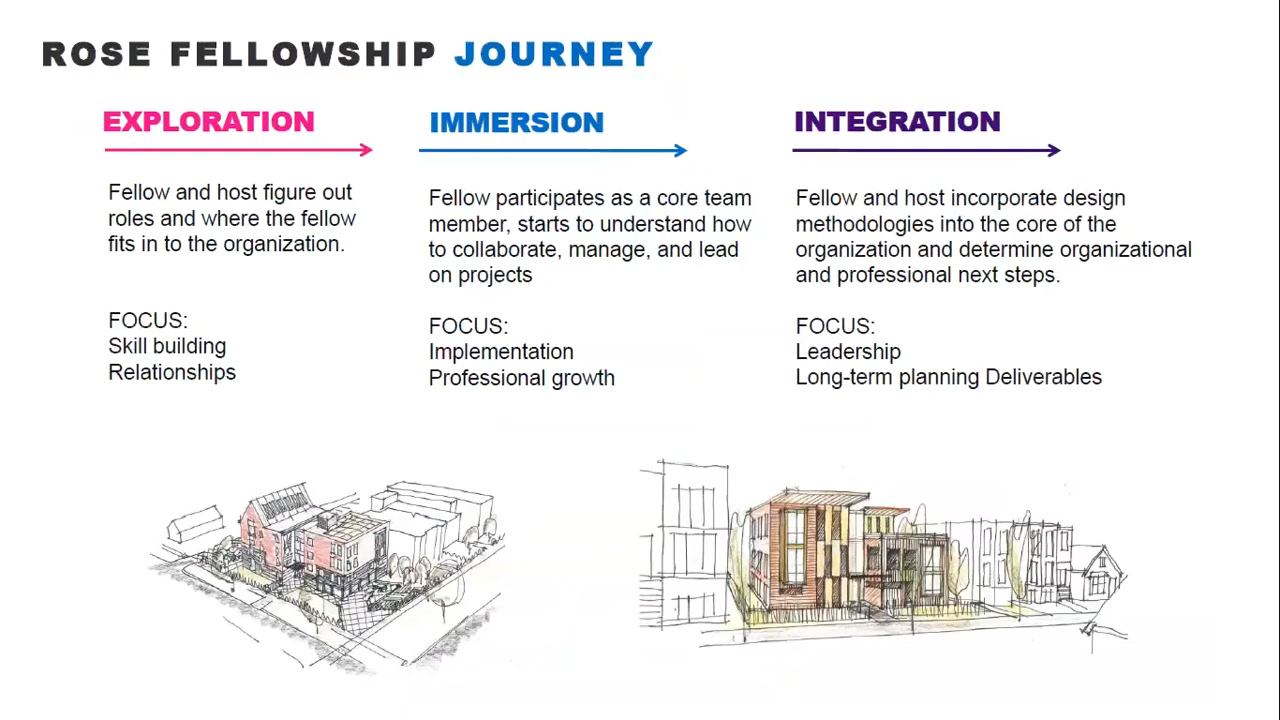 ROSE FELLOWSHIP JOURNEY
EXPLORATION
Fellow and host figure out
roles and where the fellow
fits in to the organization.
FOCUS:
Skill building
Relationships
IMMERSION
Fellow participates as a core team
member, starts to understand how
to collaborate, manage, and lead
on projects
FOCUS:
Implementation
Professional growth
INTEGRATION
Fellow and host incorporate design
methodologies into the core of the
organization and determine organizational
and professional next steps.
FOCUS:
Leadership
Long-term planning Deliverables